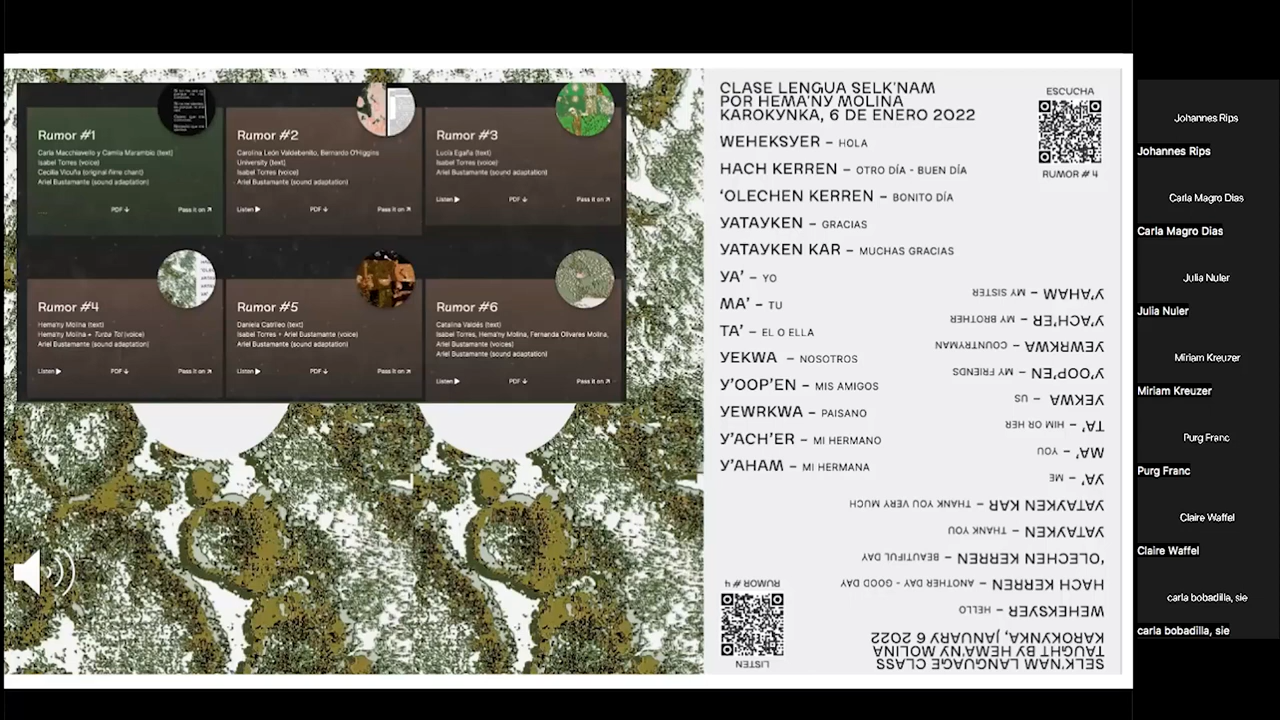 Rumor #1
Carla Macchiavello y Camila Marambio (text)
Isabel Torres (voice)
Cecilia Vicuña (original fime chant)
Ariel Bustamante (sound adaptation)
PDF ↓ Pass it on ↗
Rumor #2
Carolina León Valdebenito, Bernardo O'Higgins
University (text)
Isabel Torres (voice)
Ariel Bustamante (sound adaptation)
Listen ▶ PDF ↓ Pass it on ↗
Rumor #3
Lucía Egaña (text)
Isabel Torres (voice)
Ariel Bustamante (sound adaptation)
Listen ▶ PDF ↓ Pass it on ↗
Rumor #4
Hema'ny Molina (text)
Hema'ny Molina + Turba Tol (voice)
Ariel Bustamante (sound adaptation)
Listen ▶ PDF ↓ Pass it on ↗
Rumor #5
Daniela Catrileo (text)
Isabel Torres + Ariel Bustamante (voice)
Ariel Bustamante (sound adaptation)
Listen ▶ PDF ↓ Pass it on ↗
Rumor #6
Catalina Valdés (text)
Isabel Torres, Hema'ny Molina, Fernanda Olivares Molina,
Ariel Bustamante (voices)
Ariel Bustamante (sound adaptation)
Listen ▶ PDF ↓ Pass it on ↗
CLASE LENGUA SELK'NAM
POR HEMA'NY MOLINA
KAROKYNKA, 6 DE ENERO 2022
ESCUCHA
RUMOR #4
WEHEKSYER – HOLA
HACH KERREN – OTRO DÍA - BUEN DÍA
'OLECHEN KERREN – BONITO DÍA
YATAYKEN – GRACIAS
YATAYKEN KAR – MUCHAS GRACIAS
YA' – YO
MA' – TU
TA' – EL O ELLA
YEKWA – NOSOTROS
Y'OOP'EN – MIS AMIGOS
YEWRKWA – PAISANO
Y'ACH'ER – MI HERMANO
Y'AHAM – MI HERMANA
SELK'NAM LANGUAGE CLASS
TAUGHT BY HEMA'NY MOLINA
KAROKYNKA, JANUARY 6 2022
LISTEN
RUMOR #4
WEHEKSYER – HELLO
HACH KERREN – ANOTHER DAY - GOOD DAY
'OLECHEN KERREN – BEAUTIFUL DAY
YATAYKEN – THANK YOU
YATAYKEN KAR – THANK YOU VERY MUCH
YA' – ME
MA' – YOU
TA' – HIM OR HER
YEKWA – US
Y'OOP'EN – MY FRIENDS
YEWRKWA – COUNTRYMAN
Y'ACH'ER – MY BROTHER
Y'AHAM – MY SISTER
Johannes Rips
Johannes Rips
Carla Magro Dias
Carla Magro Dias
Julia Nuler
Julia Nuler
Miriam Kreuzer
Miriam Kreuzer
Purg Franc
Purg Franc
Claire Waffel
Claire Waffel
carla bobadilla, sie
carla bobadilla, sie